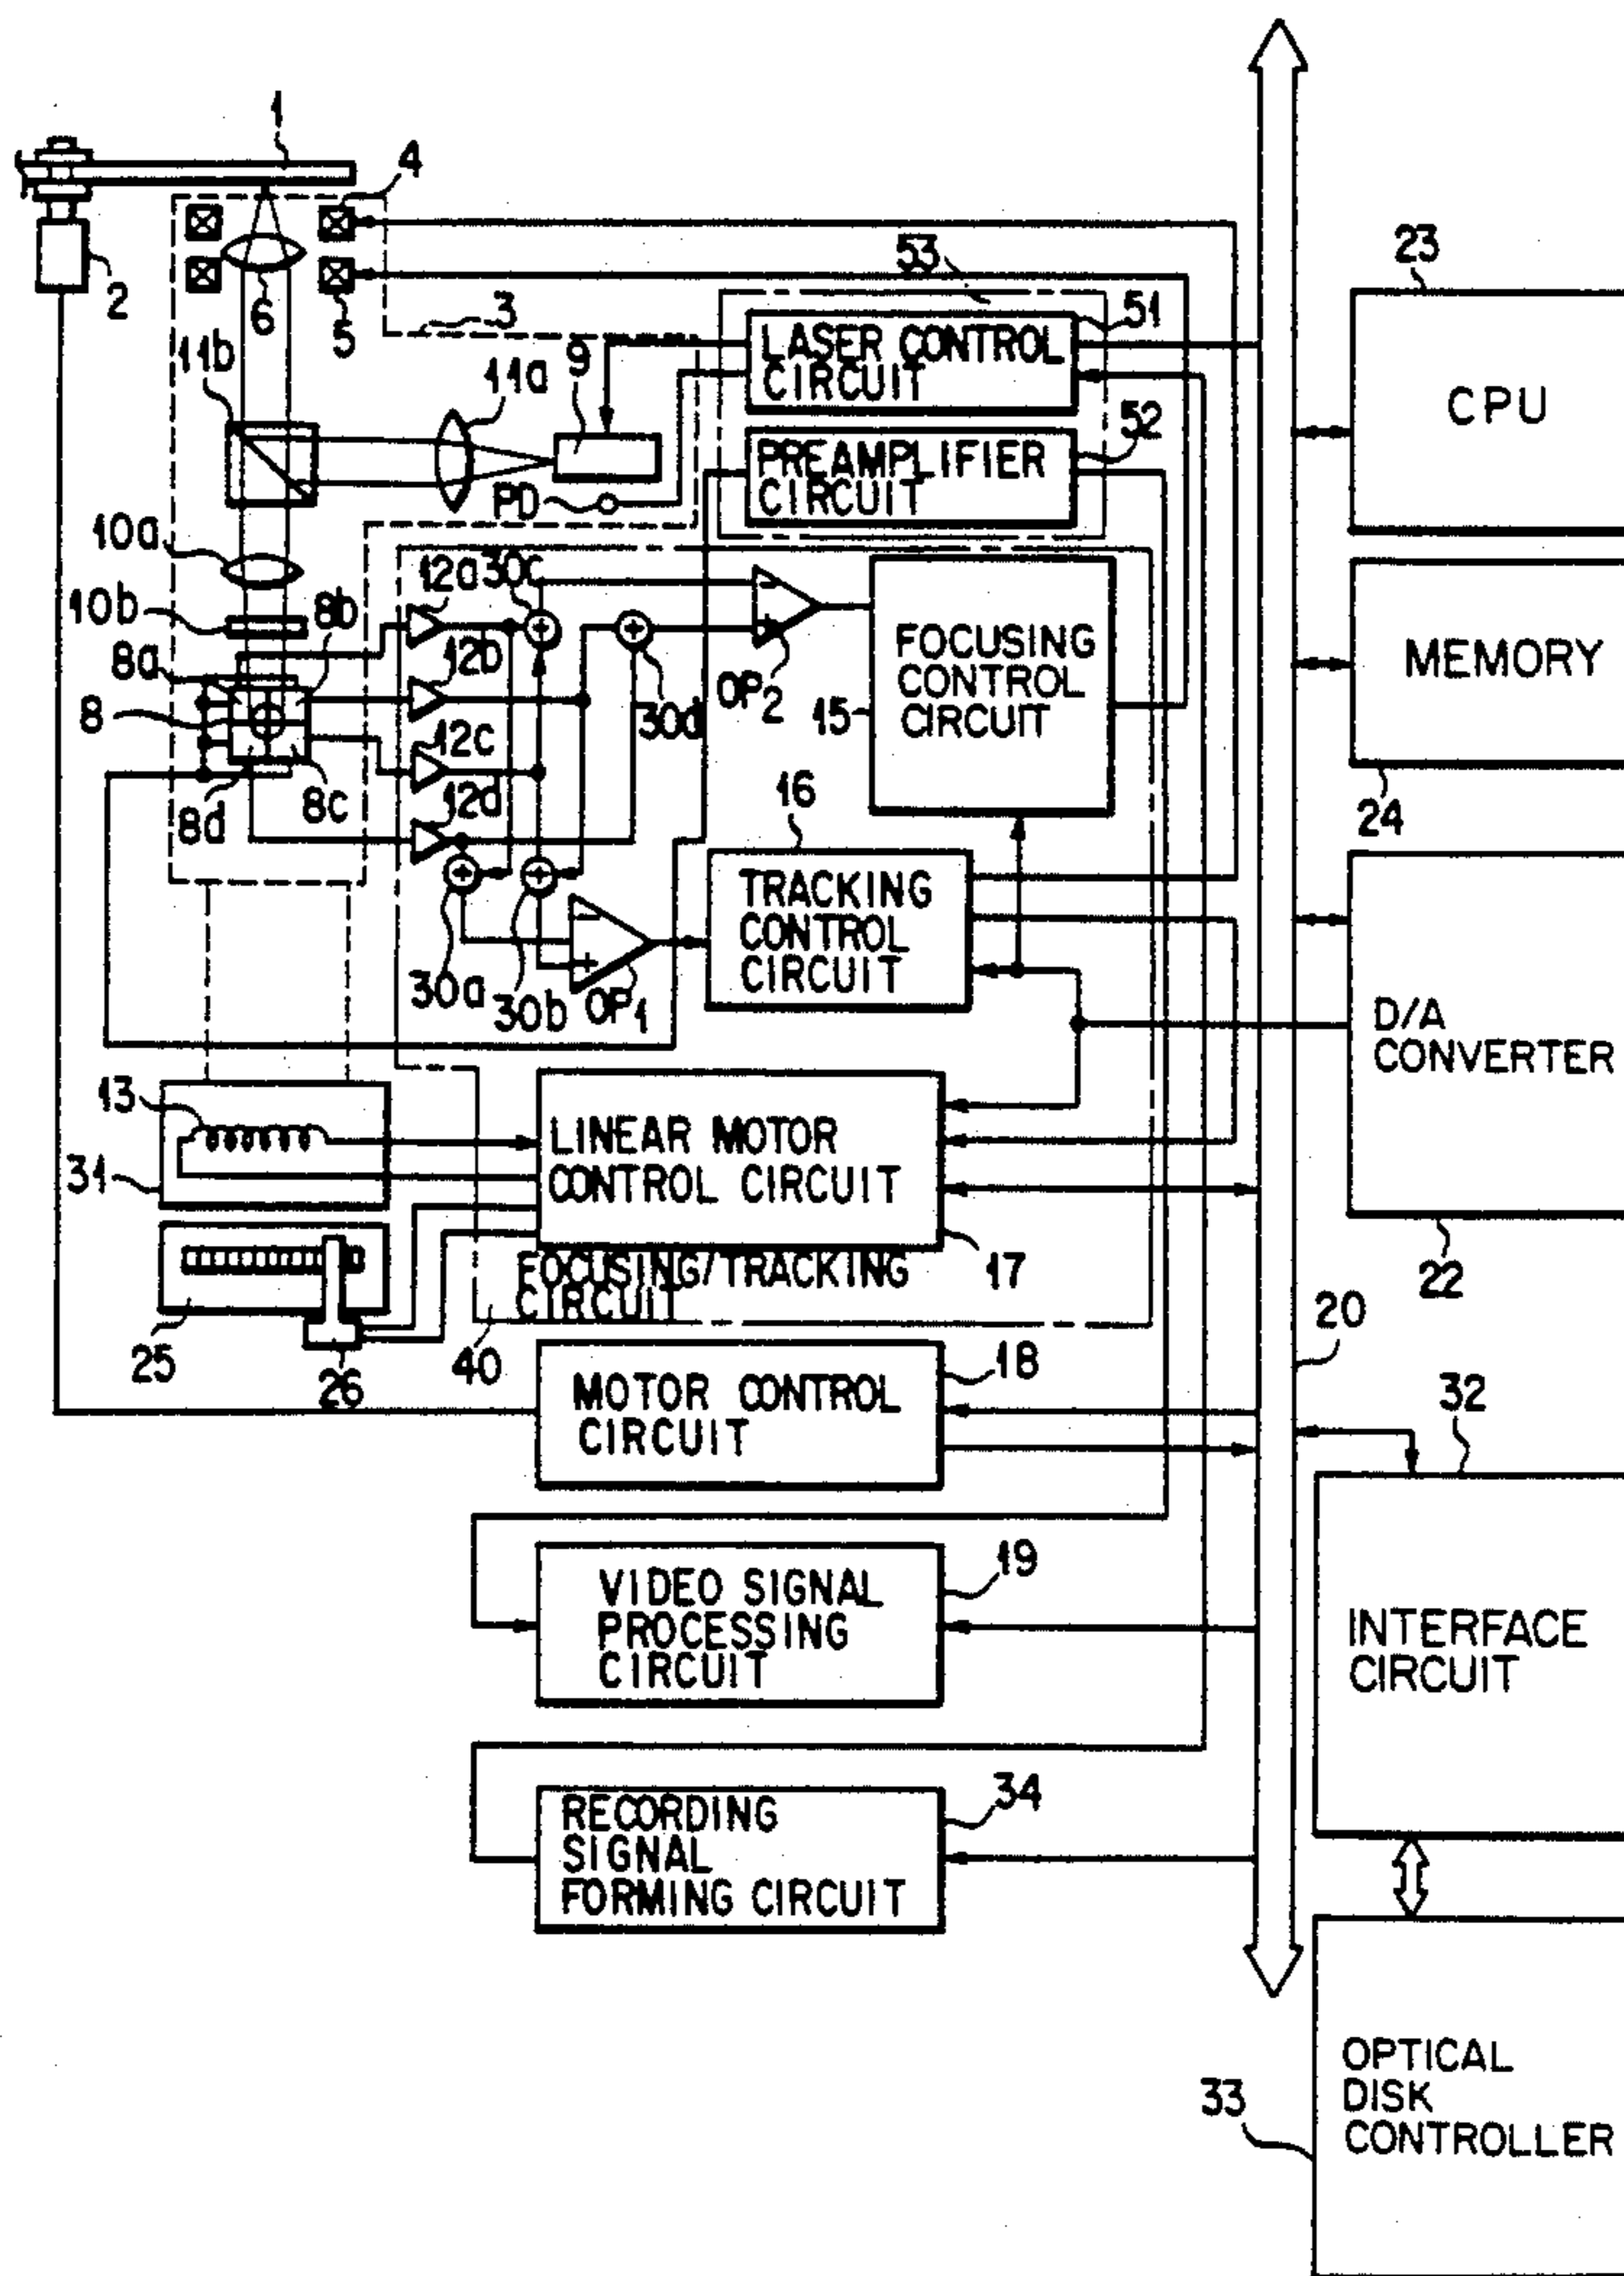 1
4
2
6
5
3
53
51
LASER CONTROL
CIRCUIT
23
CPU
11b
11a
9
PD
52
PREAMPLIFIER
CIRCUIT
10a
10b
8a
8b
8
8d
8c
12a
30c
12b
12c
12d
30d
OP2
15
FOCUSING
CONTROL
CIRCUIT
MEMORY
24
16
TRACKING
CONTROL
CIRCUIT
30a
30b
OP1
D/A
CONVERTER
22
13
31
LINEAR MOTOR
CONTROL CIRCUIT
17
FOCUSING/TRACKING
CIRCUIT
25
26
40
20
18
MOTOR CONTROL
CIRCUIT
32
19
VIDEO SIGNAL
PROCESSING
CIRCUIT
INTERFACE
CIRCUIT
34
RECORDING
SIGNAL
FORMING CIRCUIT
33
OPTICAL
DISK
CONTROLLER